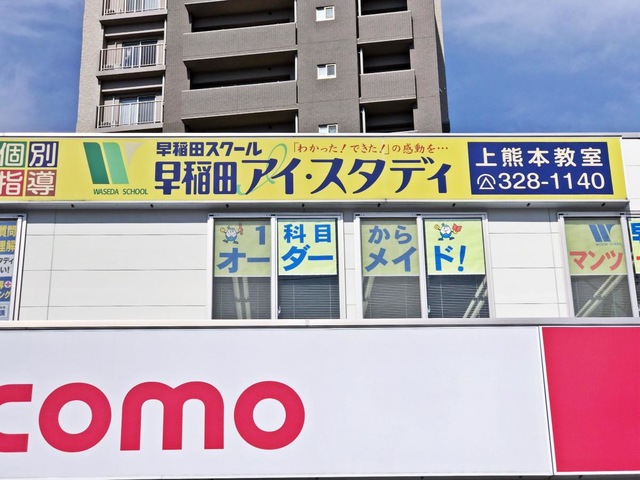 個別
指導
WASEDA SCHOOL
早稲田スクール
「わかった!できた!」の感動を…
早稲田アイ・スタディ
上熊本教室
328-1140
1科目から
オーダーメイド!
マンツ
como